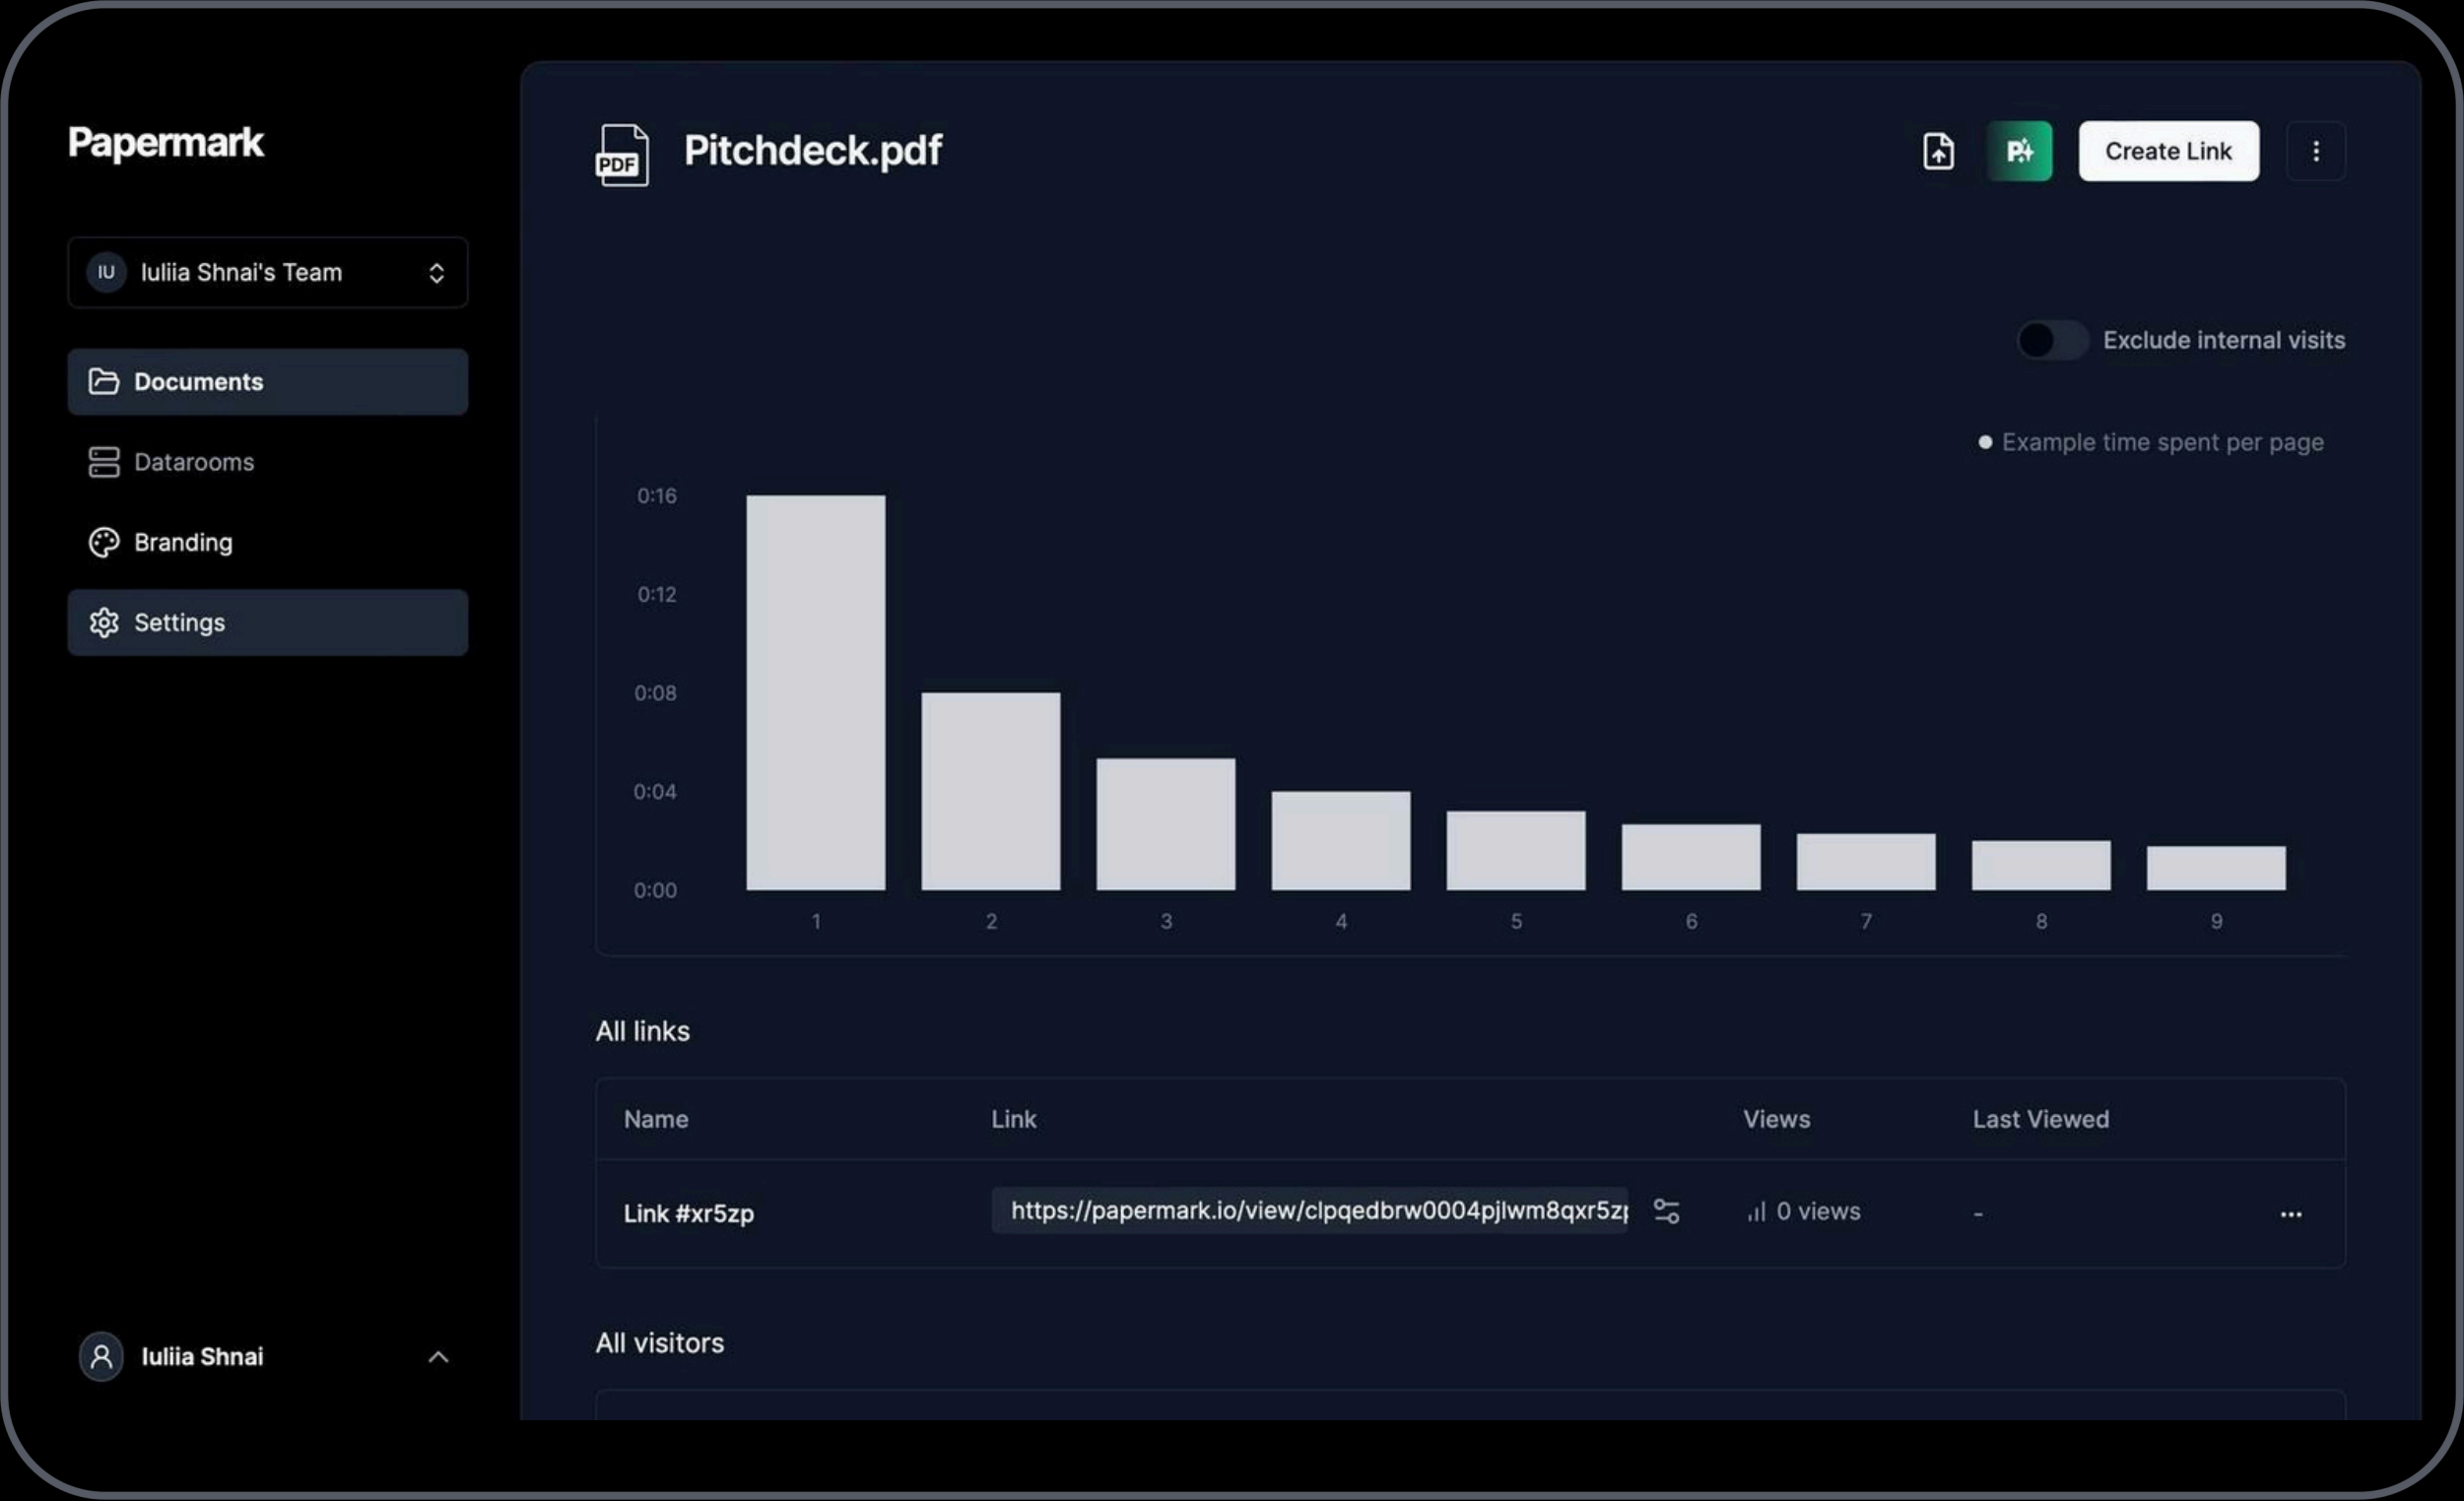 Papermark
IU Iuliia Shnai's Team
Documents
Datarooms
Branding
Settings
Iuliia Shnai
PDF Pitchdeck.pdf
P Create Link
Exclude internal visits
Example time spent per page
0:16
0:12
0:08
0:04
0:00
1 2 3 4 5 6 7 8 9
All links
Name Link Views Last Viewed
Link #xr5zp https://papermark.io/view/clpqedbrw0004pjlwm8qxr5zp 0 views -
All visitors